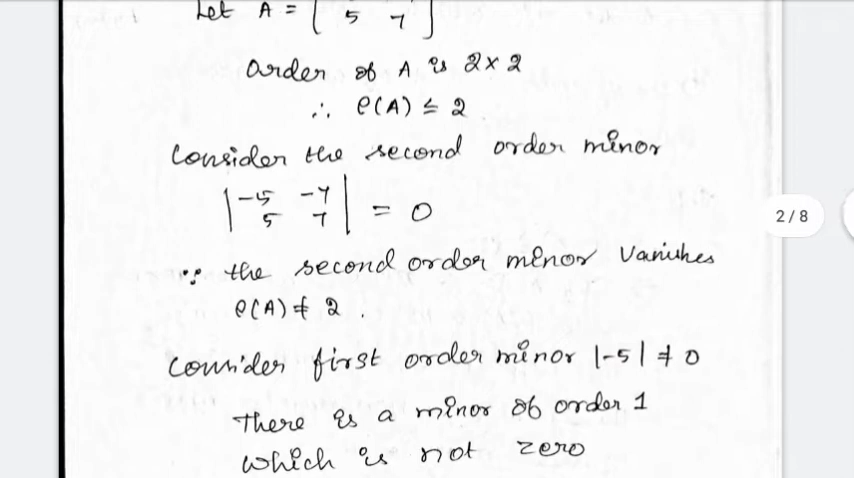 Let A = [ 5 7 ]
Order of A is 2 × 2
∴ ρ(A) ≤ 2
Consider the second order minor
|-5 -7|
| 5 7| = 0
∵ the second order minor vanishes
ρ(A) ≠ 2.
Consider first order minor |-5| ≠ 0
There is a minor of order 1
which is not zero
2/8